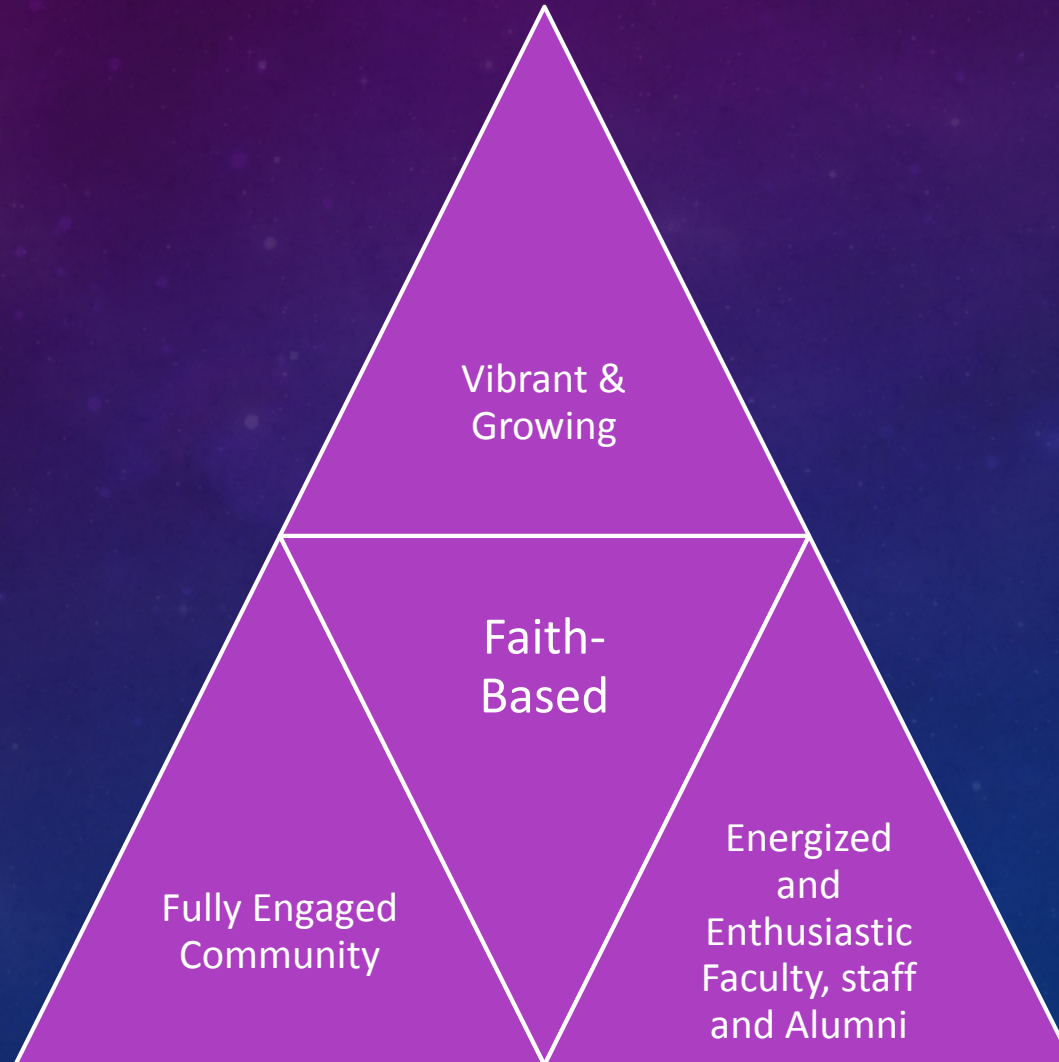 Vibrant &
Growing
Faith-
Based
Fully Engaged
Community
Energized
and
Enthusiastic
Faculty, staff
and Alumni